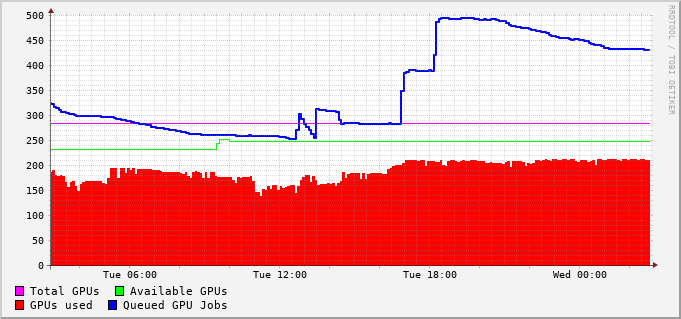 500
450
400
350
300
250
200
150
100
50
0
Tue 06:00 Tue 12:00 Tue 18:00 Wed 00:00
Total GPUs Available GPUs
GPUs used Queued GPU Jobs
RRDTOOL / TOBI OETIKER